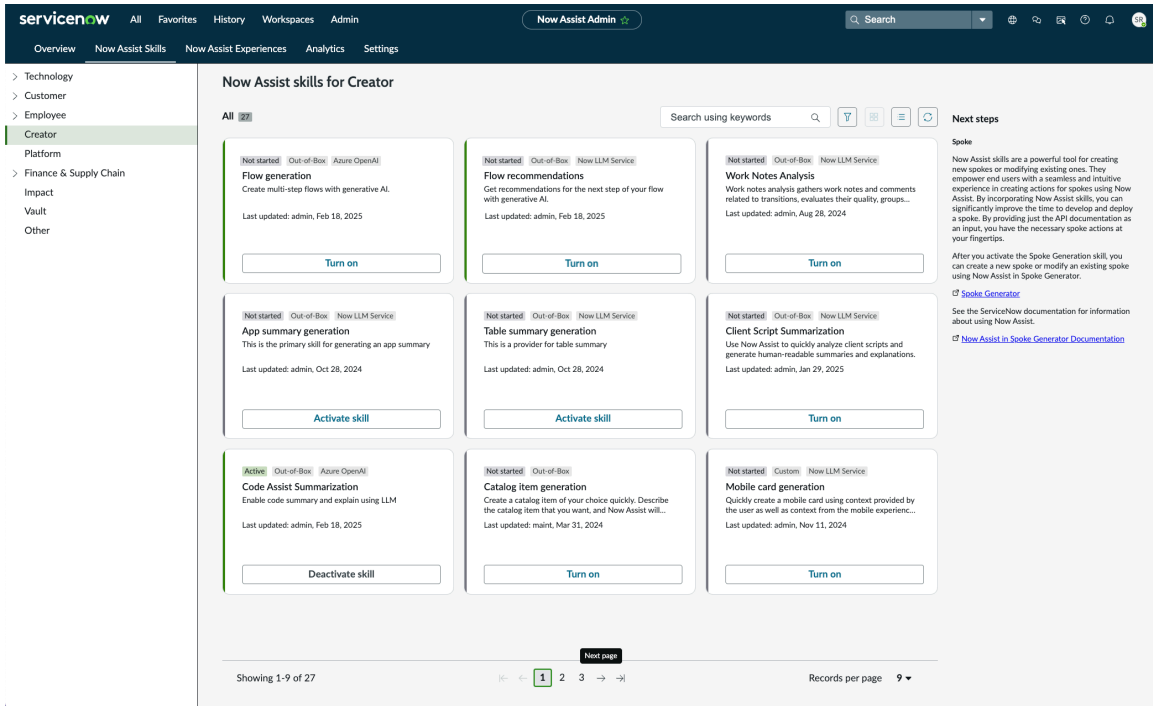 servicenow All Favorites History Workspaces Admin Now Assist Admin Search SR
Overview Now Assist Skills Now Assist Experiences Analytics Settings
Technology
Customer
Employee
Creator
Platform
Finance & Supply Chain
Impact
Vault
Other
Now Assist skills for Creator
All 27
Search using keywords
Not started Out-of-Box Azure OpenAI
Flow generation
Create multi-step flows with generative AI.
Last updated: admin, Feb 18, 2025
Turn on
Not started Out-of-Box Now LLM Service
Flow recommendations
Get recommendations for the next step of your flow
with generative AI.
Last updated: admin, Feb 18, 2025
Turn on
Not started Out-of-Box Now LLM Service
Work Notes Analysis
Work notes analysis gathers work notes and comments
related to transitions, evaluates their quality, groups...
Last updated: admin, Aug 28, 2024
Turn on
Not started Out-of-Box Now LLM Service
App summary generation
This is the primary skill for generating an app summary
Last updated: admin, Oct 28, 2024
Activate skill
Not started Out-of-Box Now LLM Service
Table summary generation
This is a provider for table summary
Last updated: admin, Oct 28, 2024
Activate skill
Not started Out-of-Box Now LLM Service
Client Script Summarization
Use Now Assist to quickly analyze client scripts and
generate human-readable summaries and explanations.
Last updated: admin, Jan 29, 2025
Turn on
Active Out-of-Box Azure OpenAI
Code Assist Summarization
Enable code summary and explain using LLM
Last updated: admin, Feb 18, 2025
Deactivate skill
Not started Out-of-Box
Catalog item generation
Create a catalog item of your choice quickly. Describe
the catalog item that you want, and Now Assist will...
Last updated: maint, Mar 31, 2024
Turn on
Not started Custom Now LLM Service
Mobile card generation
Quickly create a mobile card using context provided by
the user as well as context from the mobile experienc...
Last updated: admin, Nov 11, 2024
Turn on
Next page
Showing 1-9 of 27
1 2 3
Records per page 9
Next steps
Spoke
Now Assist skills are a powerful tool for creating
new spokes or modifying existing ones. They
empower end users with a seamless and intuitive
experience in creating actions for spokes using Now
Assist. By incorporating Now Assist skills, you can
significantly improve the time to develop and deploy
a spoke. By providing just the API documentation as
an input, you have the necessary spoke actions at
your fingertips.
After you activate the Spoke Generation skill, you
can create a new spoke or modify an existing spoke
using Now Assist in Spoke Generator.
Spoke Generator
See the ServiceNow documentation for information
about using Now Assist.
Now Assist in Spoke Generator Documentation